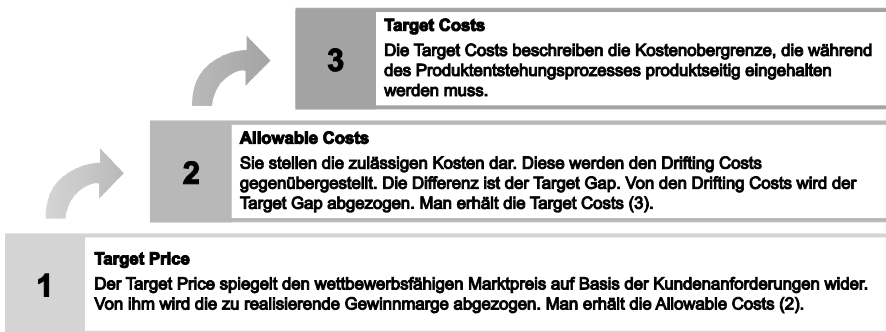 3
Target Costs
Die Target Costs beschreiben die Kostenobergrenze, die während
des Produktentstehungsprozesses produktseitig eingehalten
werden muss.
2
Allowable Costs
Sie stellen die zulässigen Kosten dar. Diese werden den Drifting Costs
gegenübergestellt. Die Differenz ist der Target Gap. Von den Drifting Costs wird der
Target Gap abgezogen. Man erhält die Target Costs (3).
1
Target Price
Der Target Price spiegelt den wettbewerbsfähigen Marktpreis auf Basis der Kundenanforderungen wider.
Von ihm wird die zu realisierende Gewinnmarge abgezogen. Man erhält die Allowable Costs (2).